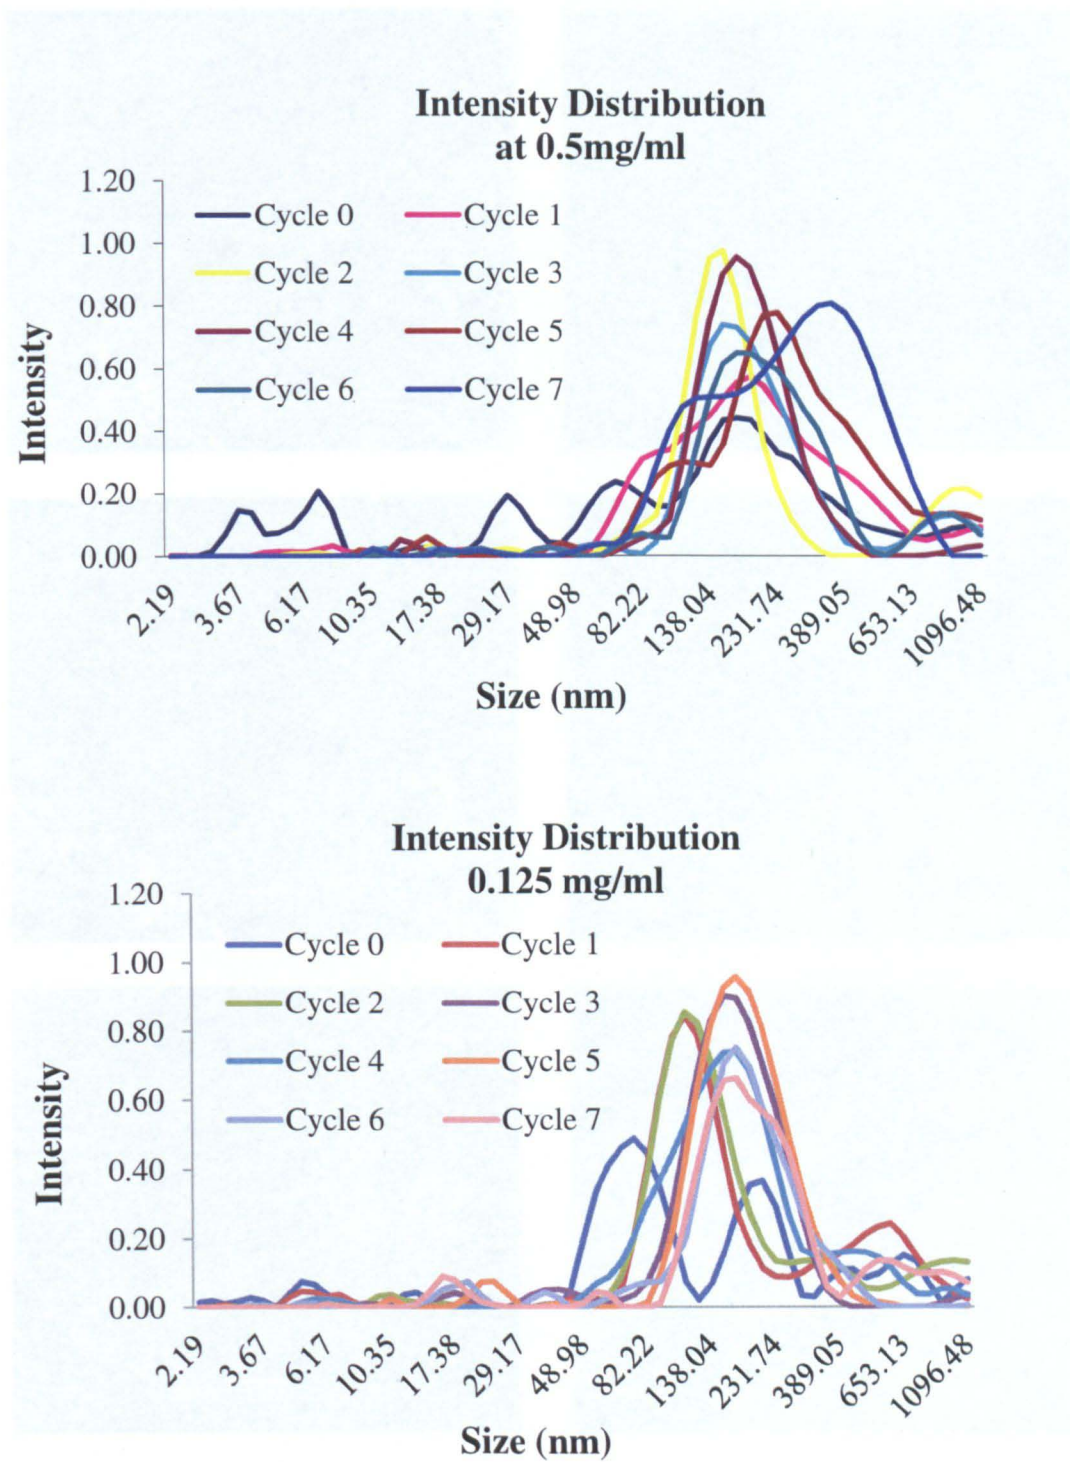 Intensity Distribution
at 0.5mg/ml
1.20
1.00
0.80
0.60
0.40
0.20
0.00
Intensity
Cycle 0 Cycle 1
Cycle 2 Cycle 3
Cycle 4 Cycle 5
Cycle 6 Cycle 7
2.19 3.67 6.17 10.35 17.38 29.17 48.98 82.22 138.04 231.74 389.05 653.13 1096.48
Size (nm)
Intensity Distribution
0.125 mg/ml
1.20
1.00
0.80
0.60
0.40
0.20
0.00
Intensity
Cycle 0 Cycle 1
Cycle 2 Cycle 3
Cycle 4 Cycle 5
Cycle 6 Cycle 7
2.19 3.67 6.17 10.35 17.38 29.17 48.98 82.22 138.04 231.74 389.05 653.13 1096.48
Size (nm)